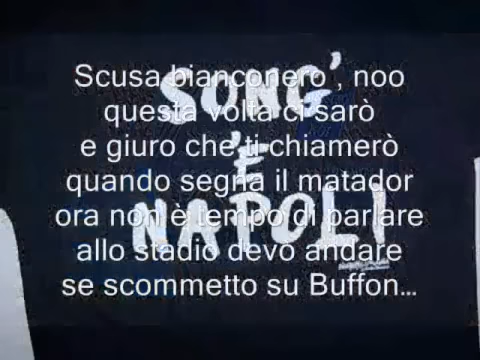 Scusa bianconero', noo
questa volta ci sarò
e giuro che ti chiamerò
quando segna il matador
ora non è tempo di parlare
allo stadio devo andare
se scommetto su Buffon...
SONG'
'E
NAPOLI